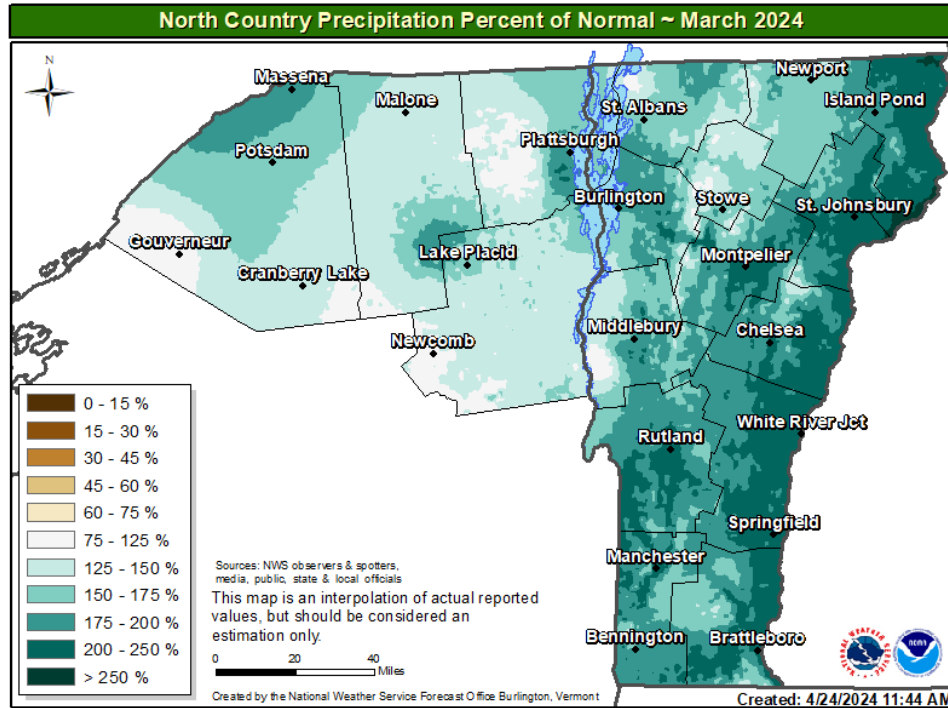 North Country Precipitation Percent of Normal ~ March 2024
N
Massena
Malone
Newport
St. Albans
Island Pond
Plattsburgh
Potsdam
Burlington
Stowe
St. Johnsbury
Gouverneur
Lake Placid
Montpelier
Cranberry Lake
Middlebury
Chelsea
Newcomb
White River Jct
Rutland
Springfield
Manchester
Bennington
Brattleboro
0 - 15 %
15 - 30 %
30 - 45 %
45 - 60 %
60 - 75 %
75 - 125 %
125 - 150 %
150 - 175 %
175 - 200 %
200 - 250 %
> 250 %
Sources: NWS observers & spotters,
media, public, state & local officials
This map is an interpolation of actual reported
values, but should be considered an
estimation only.
0 20 40
Miles
Created by the National Weather Service Forecast Office Burlington, Vermont
NATIONAL WEATHER SERVICE
NOAA
Created: 4/24/2024 11:44 AM